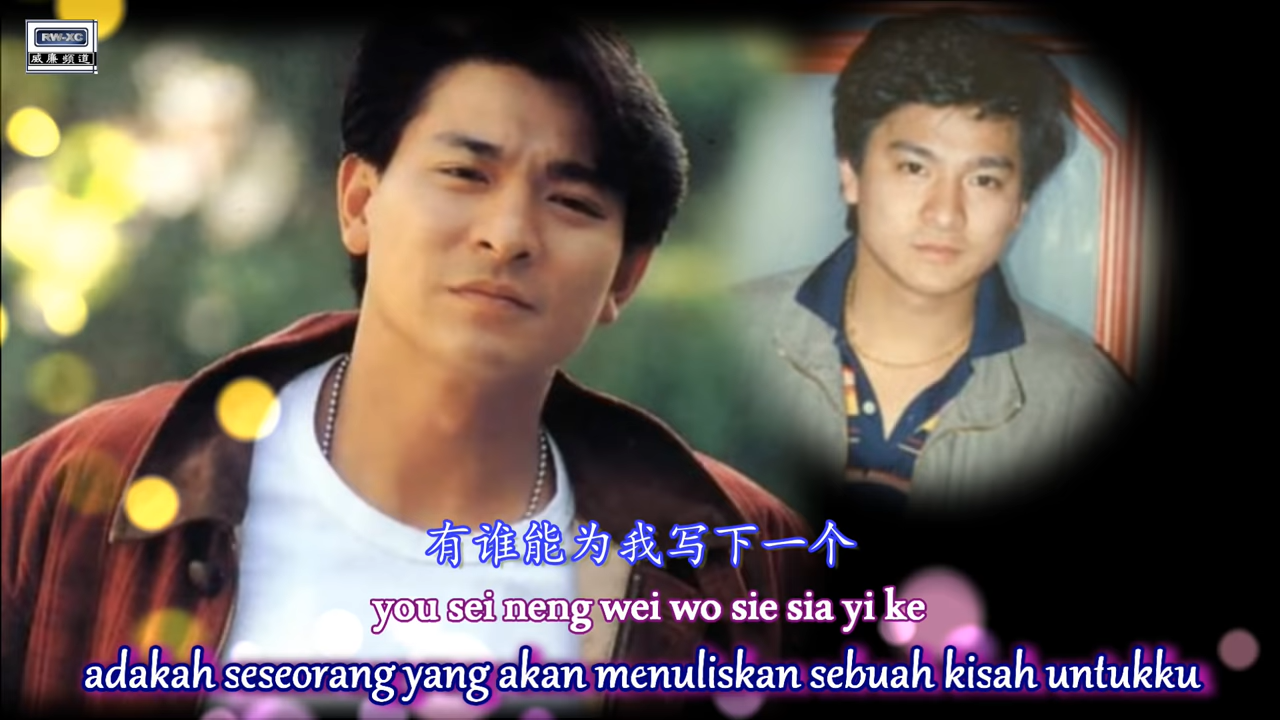 RW-XC
威廉頻道
有谁能为我写下一个
you sei neng wei wo sie sia yi ke
adakah seseorang yang akan menuliskan sebuah kisah untukku